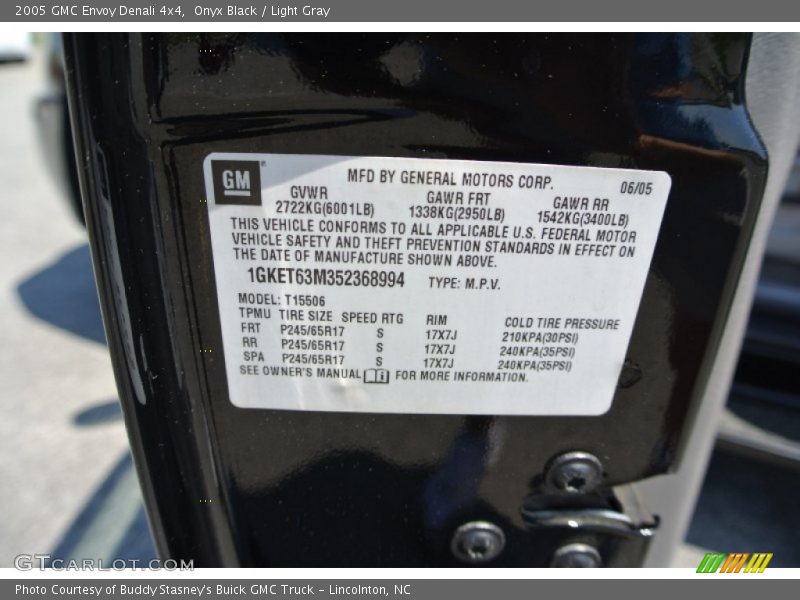 2005 GMC Envoy Denali 4x4, Onyx Black / Light Gray
GM
MFD BY GENERAL MOTORS CORP. 06/05
GVWR GAWR FRT GAWR RR
2722KG(6001LB) 1338KG(2950LB) 1542KG(3400LB)
THIS VEHICLE CONFORMS TO ALL APPLICABLE U.S. FEDERAL MOTOR
VEHICLE SAFETY AND THEFT PREVENTION STANDARDS IN EFFECT ON
THE DATE OF MANUFACTURE SHOWN ABOVE.
1GKET63M352368994 TYPE: M.P.V.
MODEL: T15506
TPMU TIRE SIZE SPEED RTG RIM COLD TIRE PRESSURE
FRT P245/65R17 S 17X7J 210KPA(30PSI)
RR P245/65R17 S 17X7J 240KPA(35PSI)
SPA P245/65R17 S 17X7J 240KPA(35PSI)
SEE OWNER'S MANUAL FOR MORE INFORMATION.
GTCARLOT.COM
Photo Courtesy of Buddy Stasney's Buick GMC Truck - Lincolnton, NC